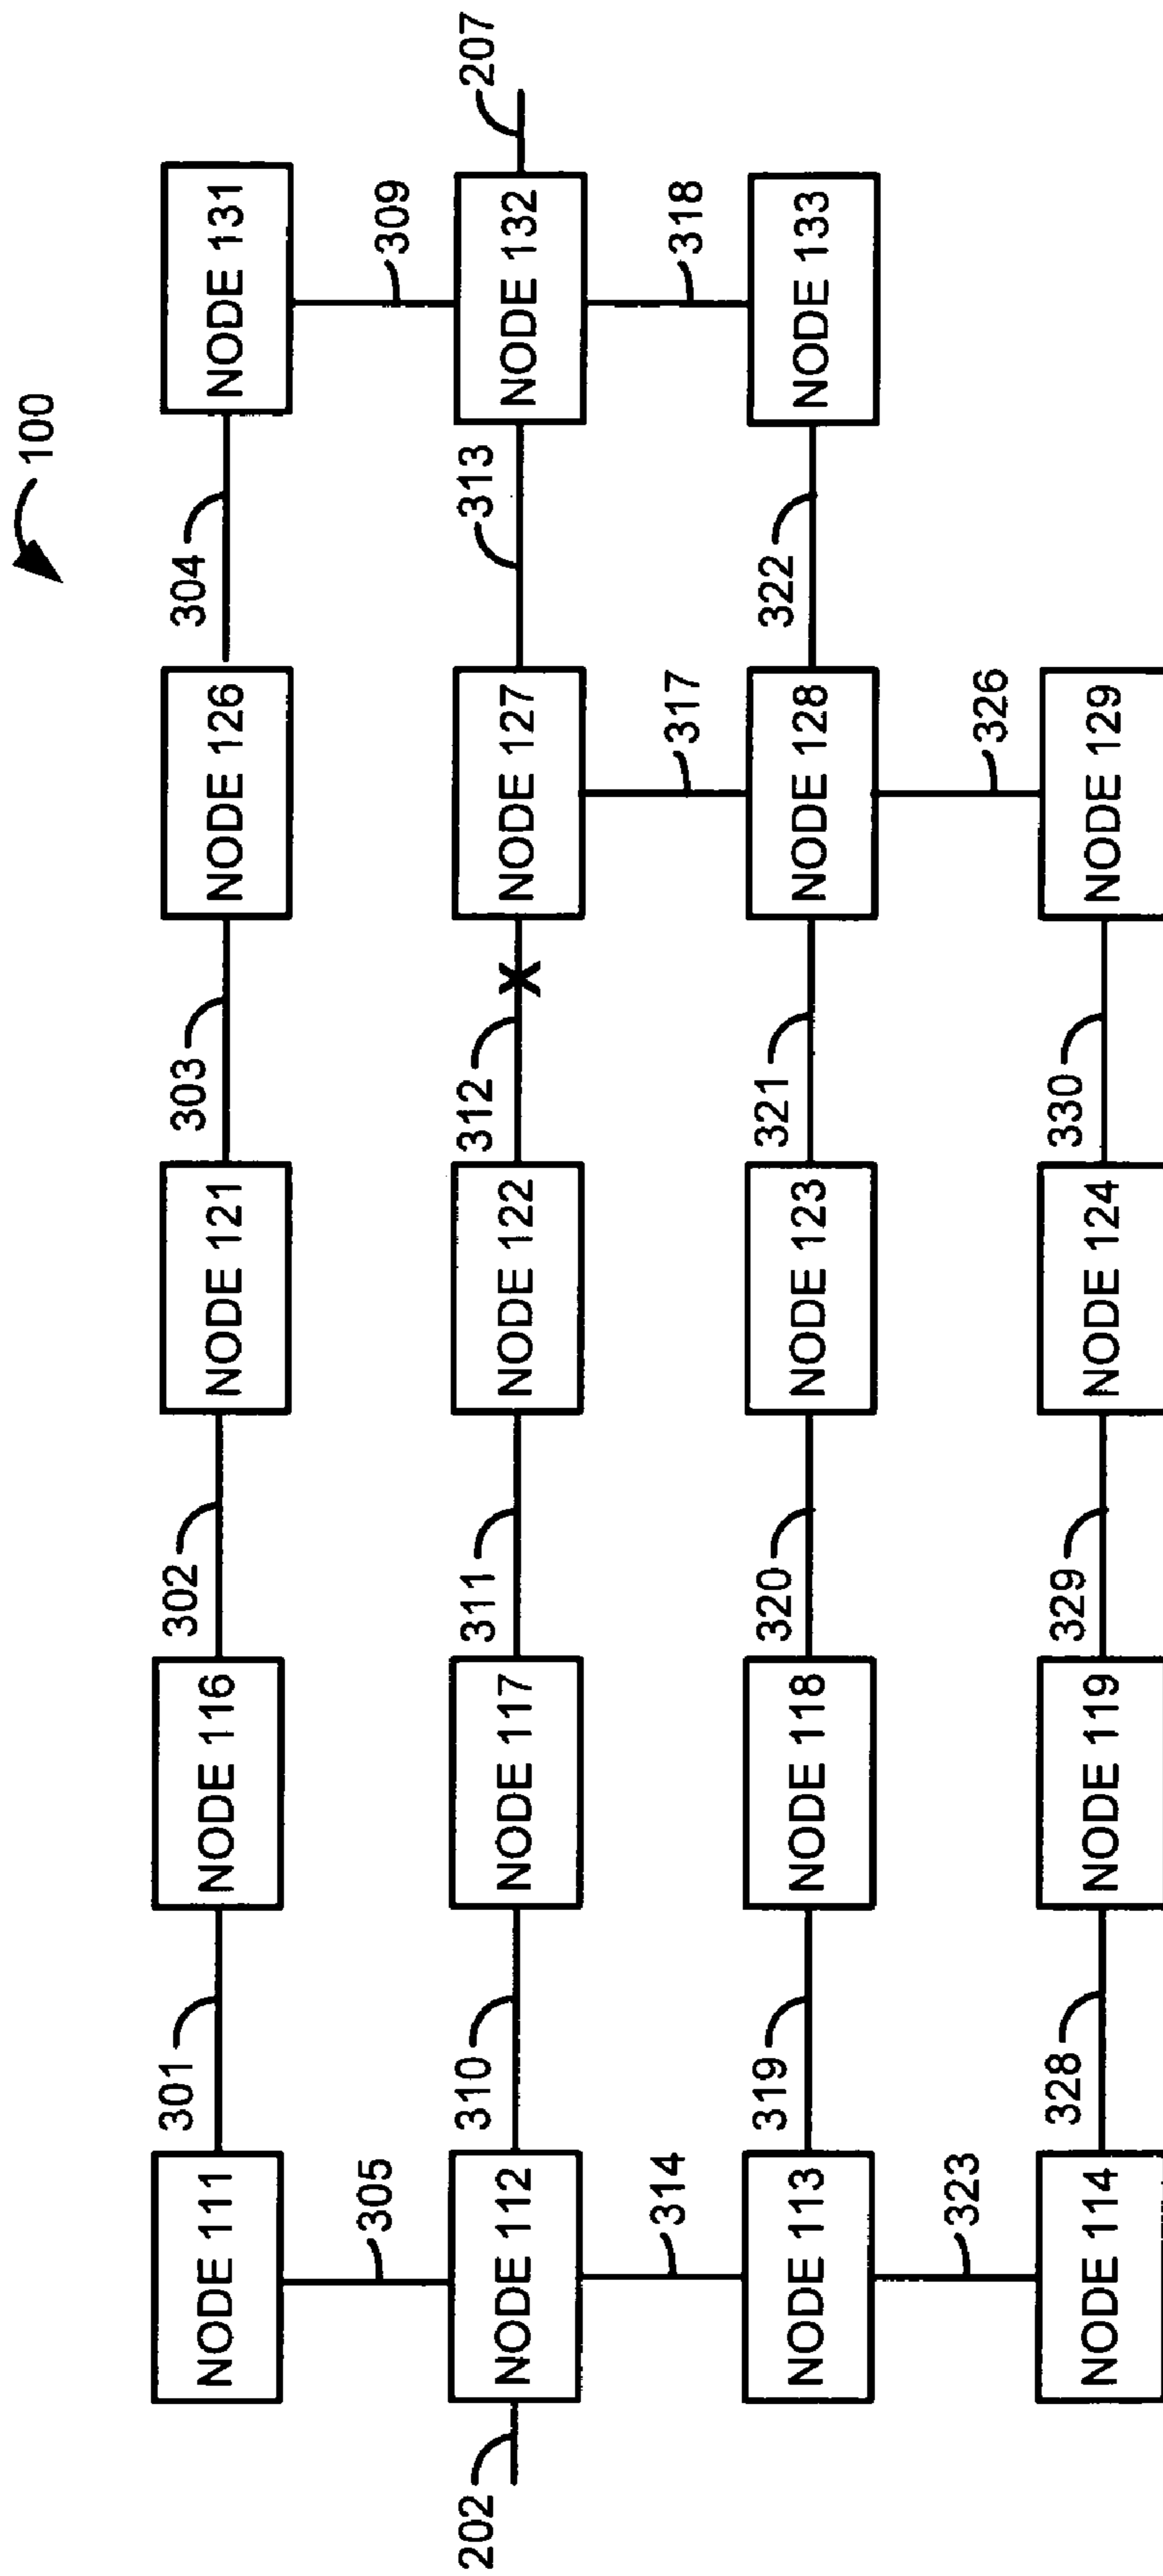 100
NODE 111
301
NODE 116
302
NODE 121
303
NODE 126
304
NODE 131
305
309
202
NODE 112
310
NODE 117
311
NODE 122
312
X
NODE 127
313
NODE 132
207
314
317
318
NODE 113
319
NODE 118
320
NODE 123
321
NODE 128
322
NODE 133
323
326
NODE 114
328
NODE 119
329
NODE 124
330
NODE 129